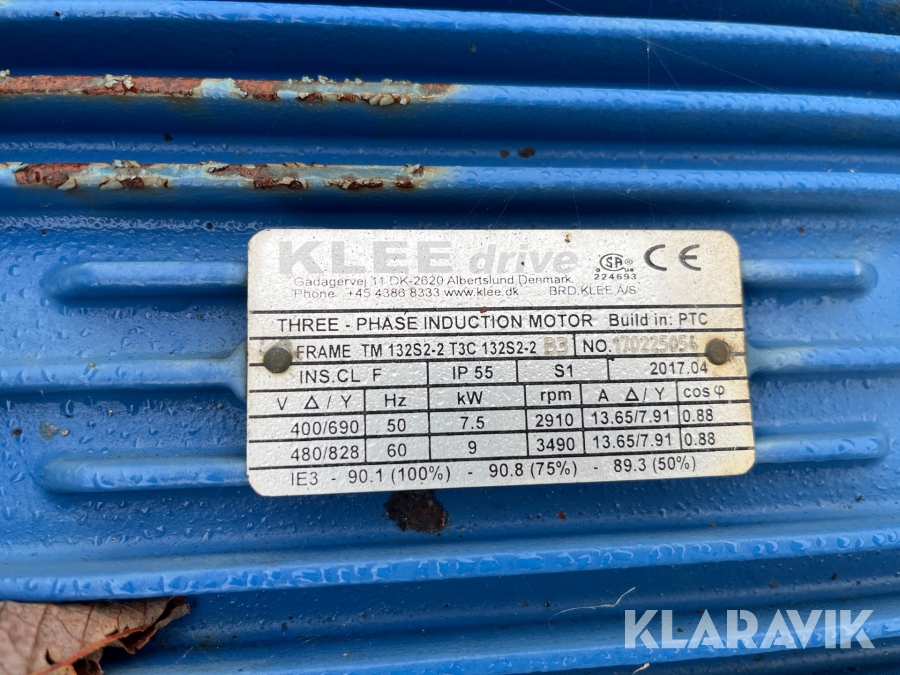 KLEE drive SA ® C US CE
224693
Gadagervej 11 DK-2620 Albertslund Denmark.
Phone. +45 4386 8333 www.klee.dk BRD.KLEE A/S
THREE - PHASE INDUCTION MOTOR Build in: PTC
FRAME TM 132S2-2 T3C 132S2-2 B3 NO. 170225054
INS.CL F IP 55 S1 2017.04
V Δ / Y Hz kW rpm A Δ / Y cos φ
400/690 50 7.5 2910 13.65/7.91 0.88
480/828 60 9 3490 13.65/7.91 0.88
IE3 - 90.1 (100%) - 90.8 (75%) - 89.3 (50%)
KLARAVIK